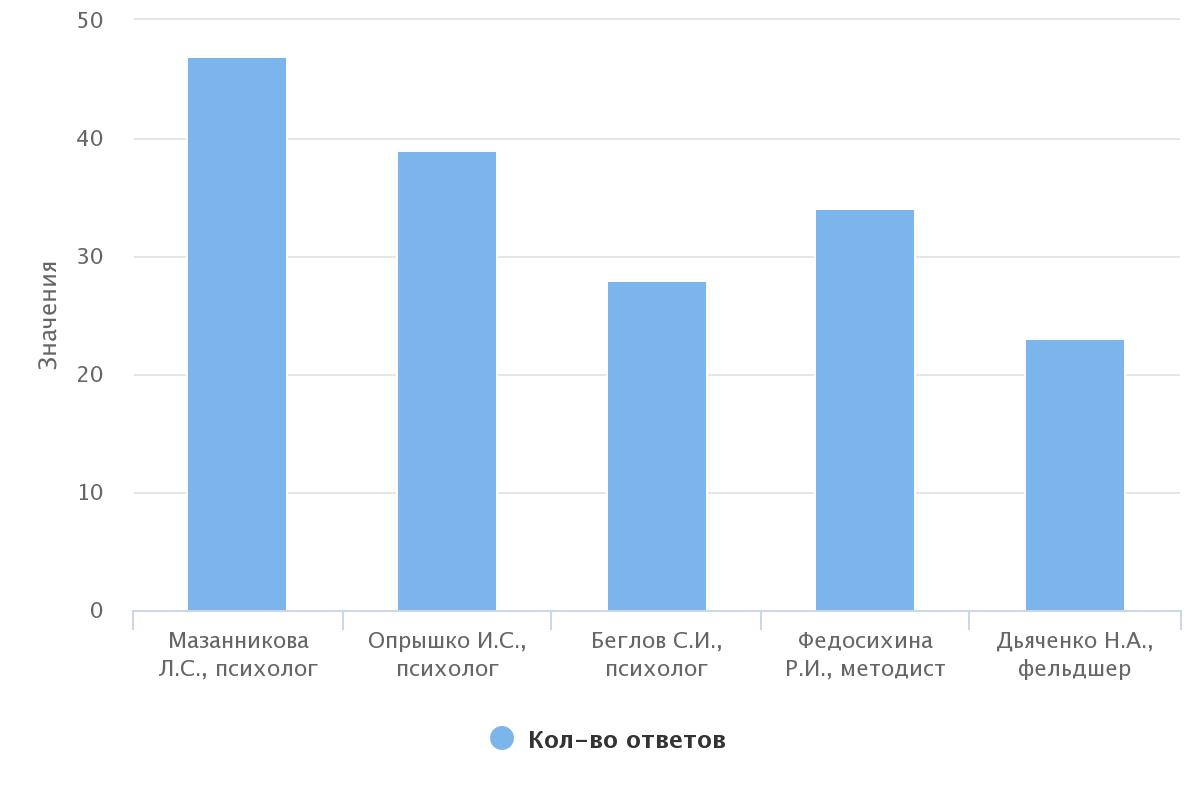 50
40
30
20
10
0
Значения
Мазанникова
Л.С., психолог
Опрышко И.С.,
психолог
Беглов С.И.,
психолог
Федосихина
Р.И., методист
Дьяченко Н.А.,
фельдшер
Кол-во ответов